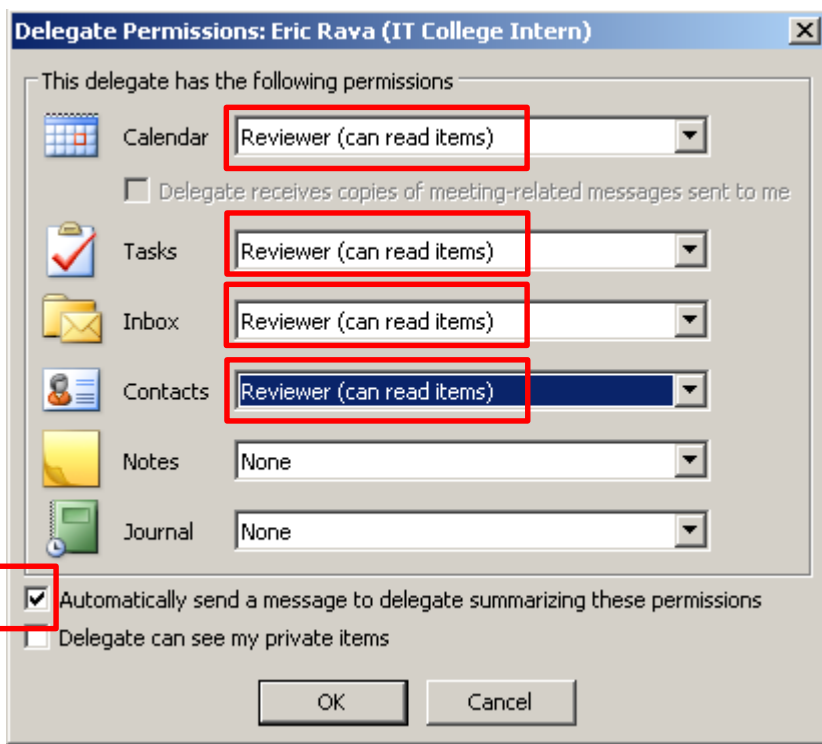 Delegate Permissions: Eric Rava (IT College Intern)
This delegate has the following permissions
Calendar Reviewer (can read items)
Delegate receives copies of meeting-related messages sent to me
Tasks Reviewer (can read items)
Inbox Reviewer (can read items)
Contacts Reviewer (can read items)
Notes None
Journal None
Automatically send a message to delegate summarizing these permissions
Delegate can see my private items
OK Cancel